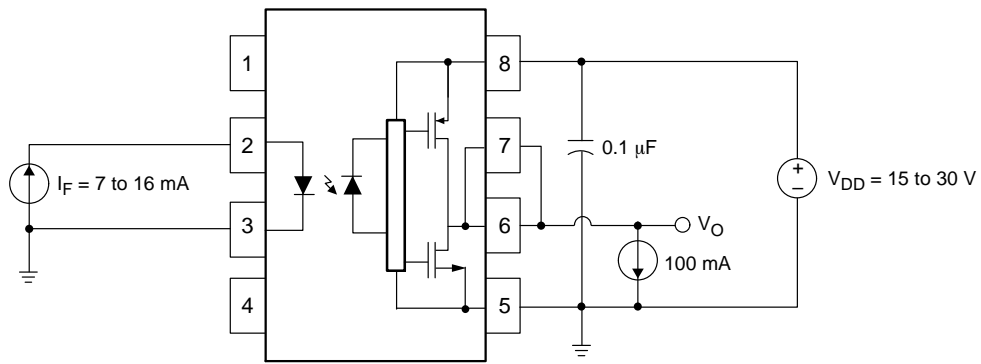 1
8
2
7
0.1 μF
+
−
V_DD = 15 to 30 V
I_F = 7 to 16 mA
3
6
V_O
100 mA
4
5